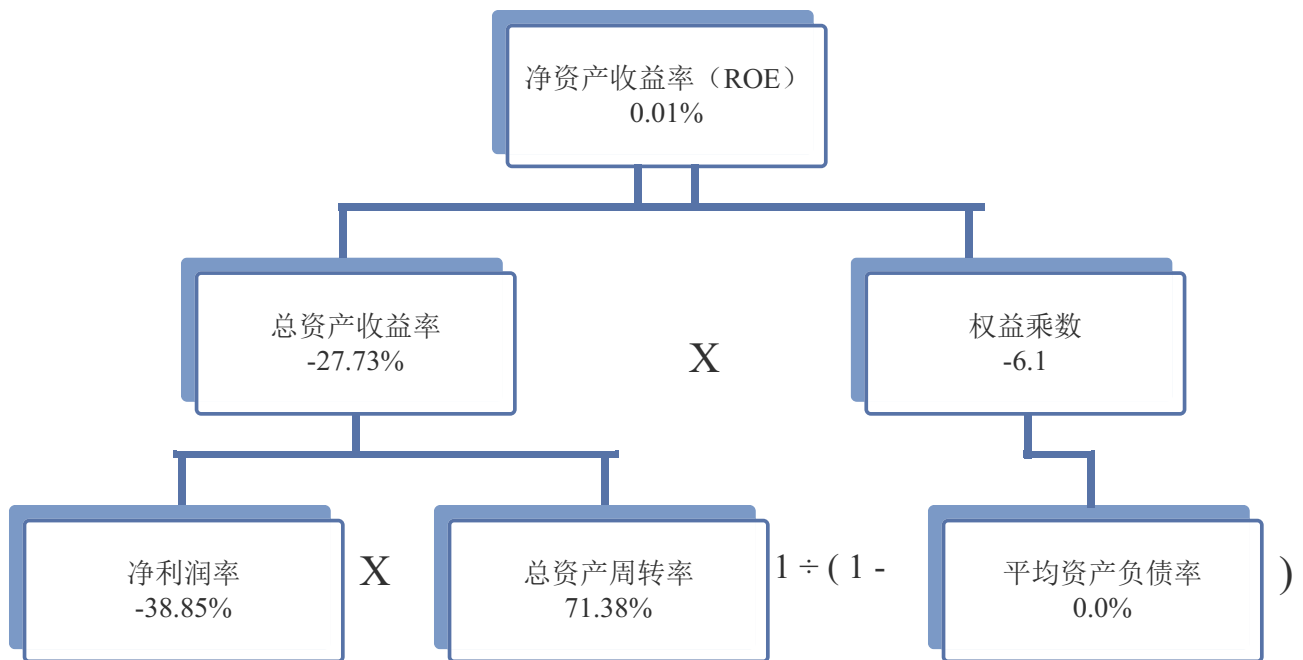 净资产收益率（ROE）
0.01%
总资产收益率
-27.73%
X
权益乘数
-6.1
净利润率
-38.85%
X
总资产周转率
71.38%
1 ÷ ( 1 -
平均资产负债率
0.0%
)